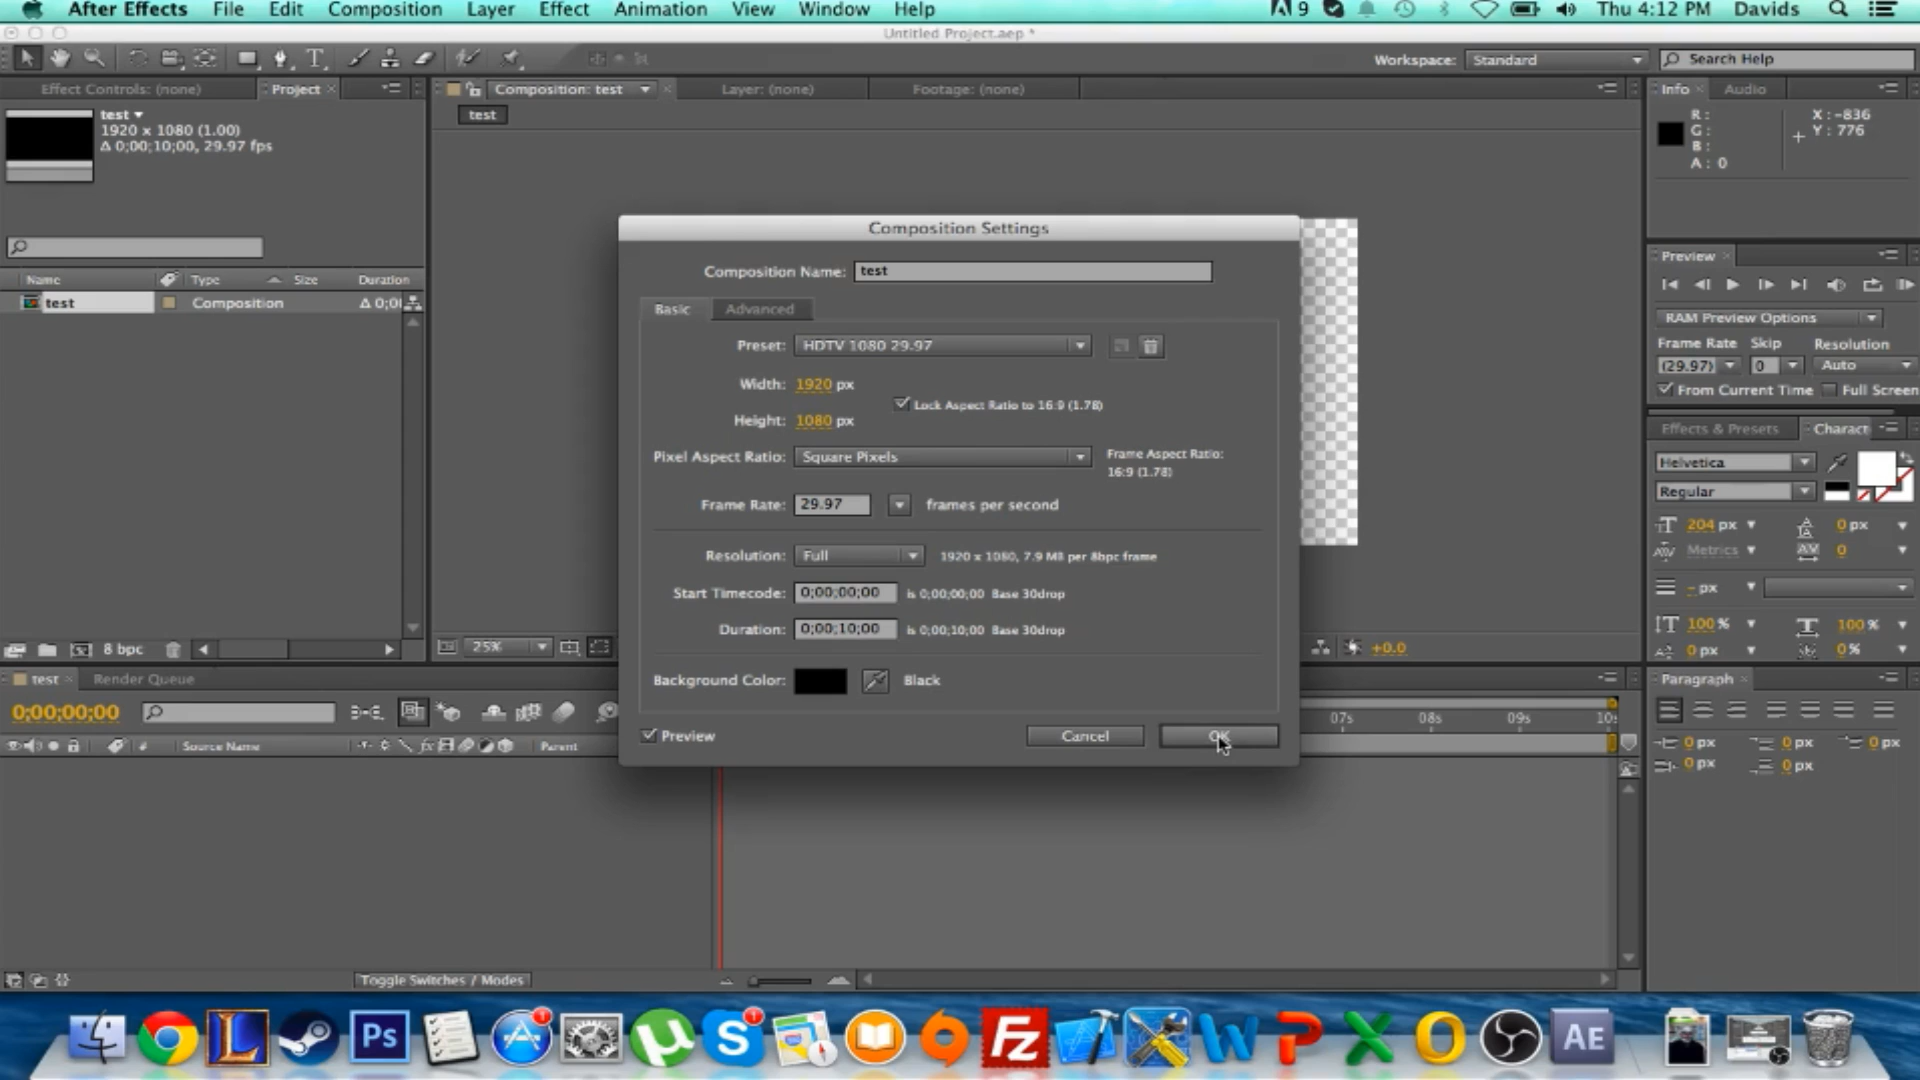 After Effects File Edit Composition Layer Effect Animation View Window Help 9 Thu 4:12 PM Davids
Untitled Project.aep *
Workspace: Standard Search Help
Effect Controls: (none) Project Composition: test Layer: (none) Footage: (none) Info Audio
test
1920 x 1080 (1.00)
Δ 0;00;10;00, 29.97 fps
test
R: X: -836
G: Y: 776
B:
A: 0
Name Type Size Duration
test Composition Δ 0;0
Composition Settings
Composition Name: test
Basic Advanced
Preset: HDTV 1080 29.97
Width: 1920 px
Lock Aspect Ratio to 16:9 (1.78)
Height: 1080 px
Pixel Aspect Ratio: Square Pixels
Frame Aspect Ratio:
16:9 (1.78)
Frame Rate: 29.97 frames per second
Resolution: Full 1920 x 1080, 7.9 MB per 8bpc frame
Start Timecode: 0;00;00;00 is 0;00;00;00 Base 30drop
Duration: 0;00;10;00 is 0;00;10;00 Base 30drop
Background Color: Black
Preview Cancel OK
Preview
RAM Preview Options
Frame Rate Skip Resolution
(29.97) 0 Auto
From Current Time Full Screen
Effects & Presets Charact
Helvetica
Regular
204 px 0 px
Metrics 0
- px
100 % 100 %
0 px 0 %
8 bpc 25% +0.0
test Render Queue
0;00;00;00
07s 08s 09s 10s
# Source Name Parent
Paragraph
0 px 0 px 0 px
0 px 0 px
Toggle Switches / Modes
L Ps 1 S 1 Fz W P X O AE